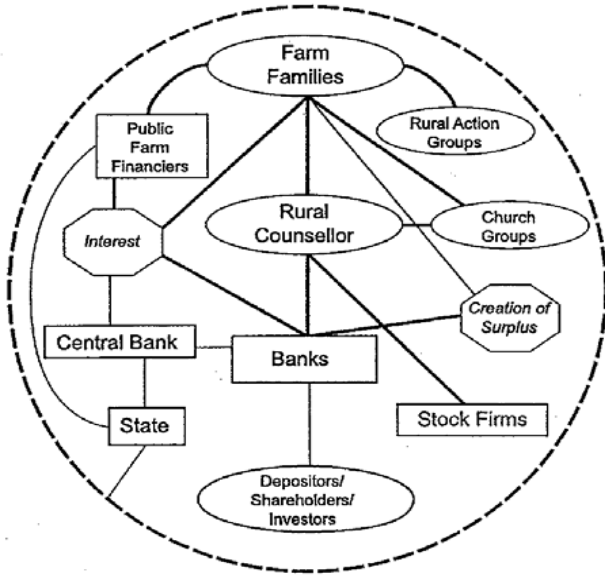 Farm
Families
Public
Farm
Financiers
Rural Action
Groups
Interest
Rural
Counsellor
Church
Groups
Creation of
Surplus
Central Bank
Banks
State
Stock Firms
Depositors/
Shareholders/
Investors